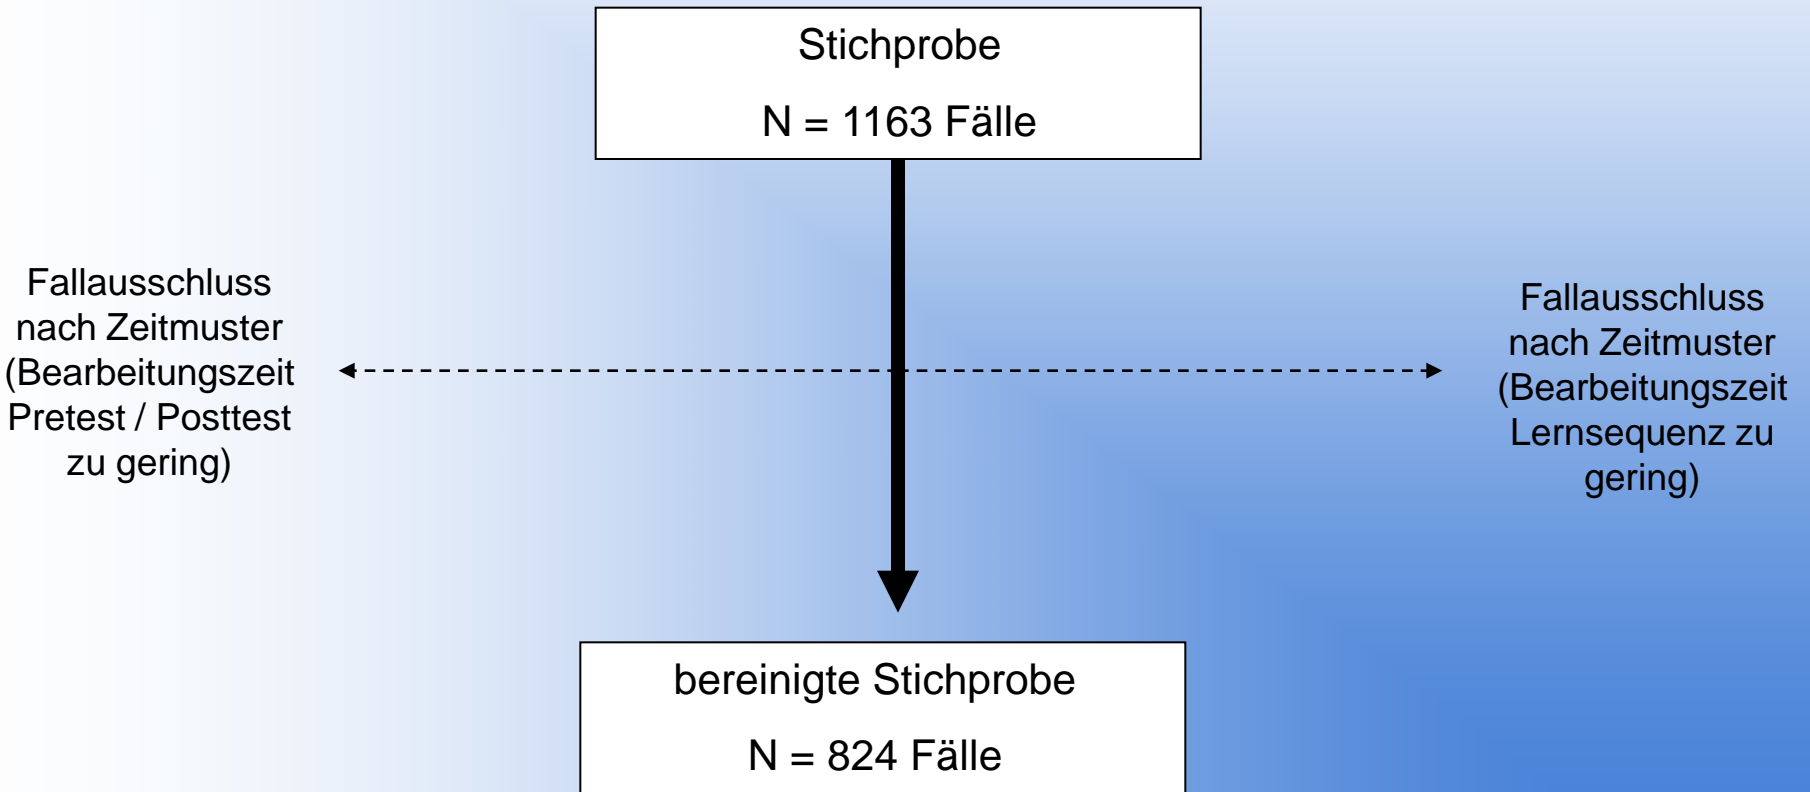 Stichprobe
N = 1163 Fälle
Fallausschluss
nach Zeitmuster
(Bearbeitungszeit
Pretest / Posttest
zu gering)
Fallausschluss
nach Zeitmuster
(Bearbeitungszeit
Lernsequenz zu
gering)
bereinigte Stichprobe
N = 824 Fälle